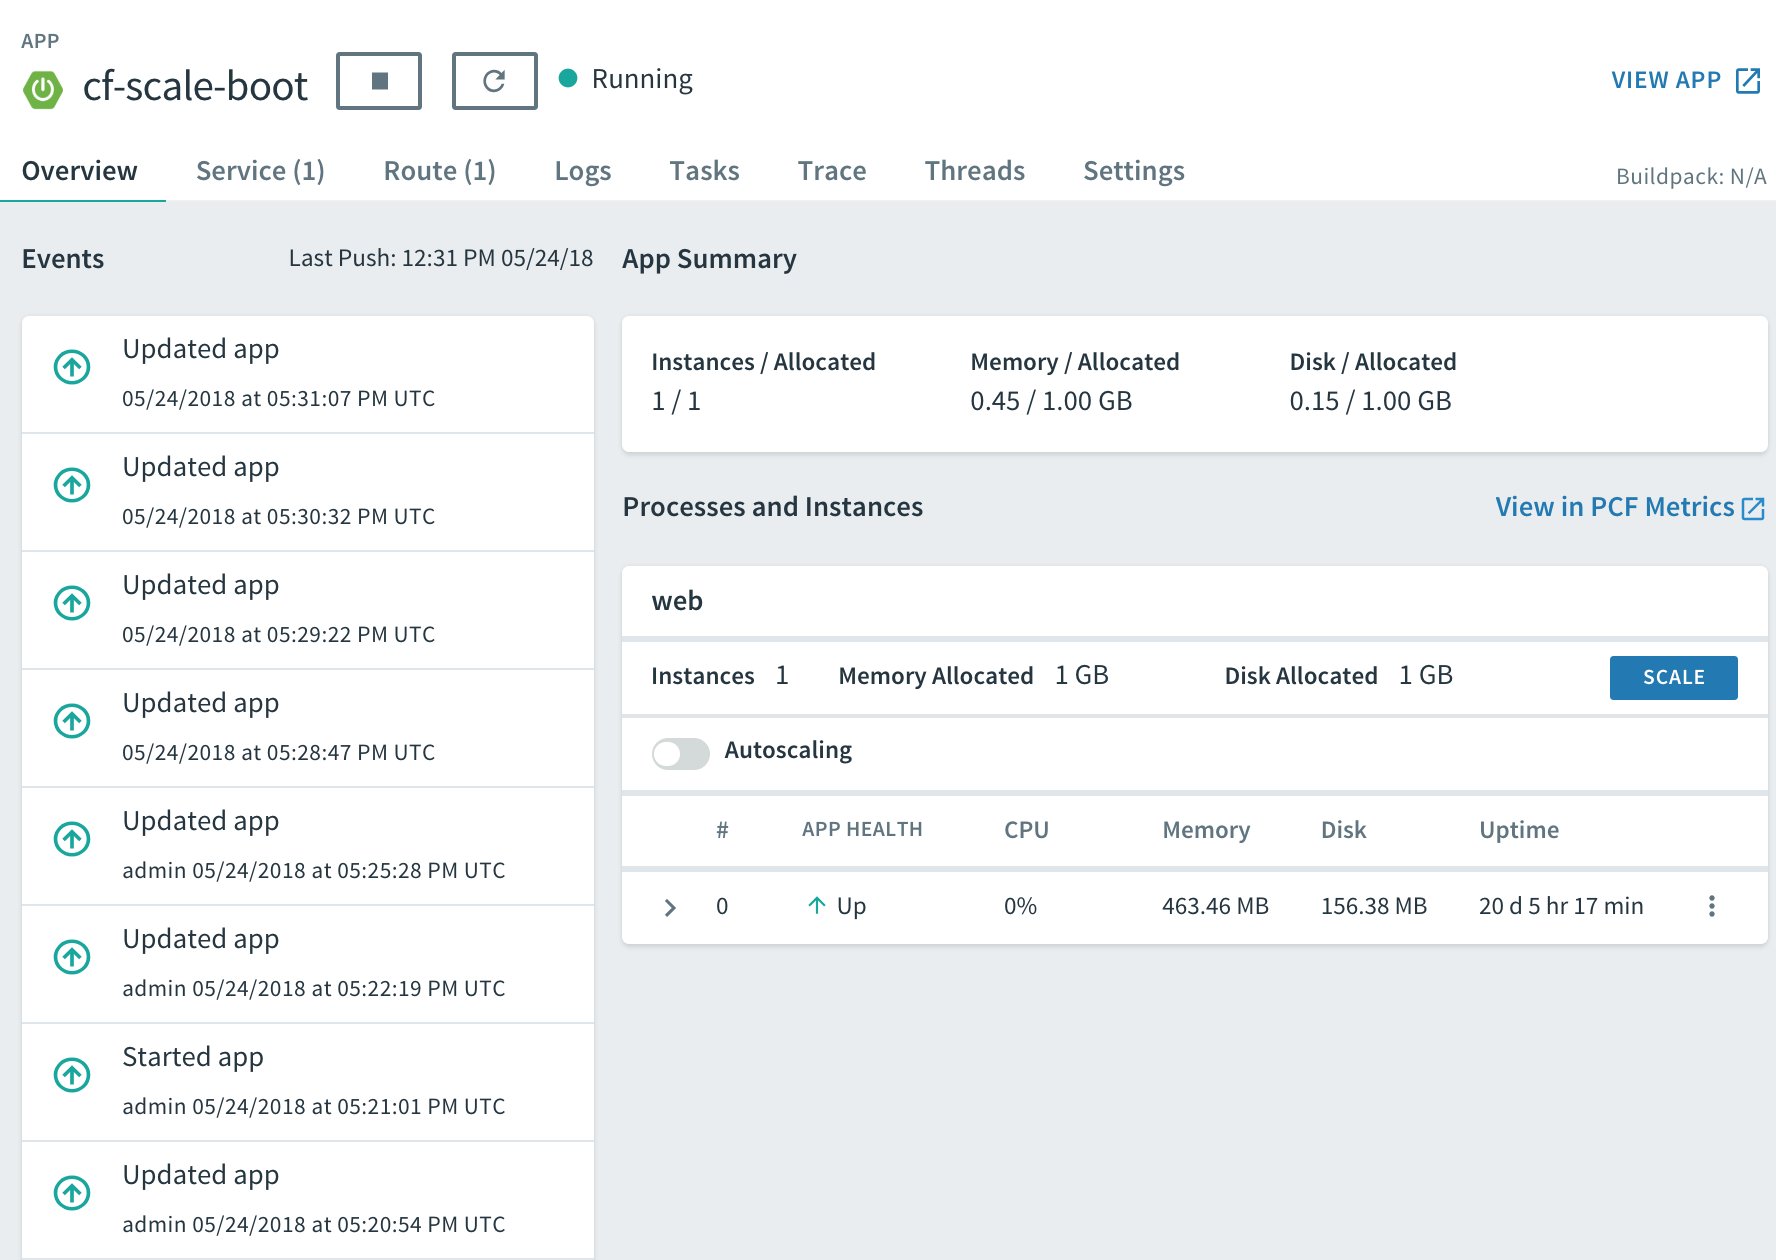 APP
cf-scale-boot
Running
VIEW APP
Overview Service (1) Route (1) Logs Tasks Trace Threads Settings
Buildpack: N/A
Events Last Push: 12:31 PM 05/24/18
Updated app
05/24/2018 at 05:31:07 PM UTC
Updated app
05/24/2018 at 05:30:32 PM UTC
Updated app
05/24/2018 at 05:29:22 PM UTC
Updated app
05/24/2018 at 05:28:47 PM UTC
Updated app
admin 05/24/2018 at 05:25:28 PM UTC
Updated app
admin 05/24/2018 at 05:22:19 PM UTC
Started app
admin 05/24/2018 at 05:21:01 PM UTC
Updated app
admin 05/24/2018 at 05:20:54 PM UTC
App Summary
Instances / Allocated Memory / Allocated Disk / Allocated
1 / 1 0.45 / 1.00 GB 0.15 / 1.00 GB
Processes and Instances View in PCF Metrics
web
Instances 1 Memory Allocated 1 GB Disk Allocated 1 GB SCALE
Autoscaling
# APP HEALTH CPU Memory Disk Uptime
0 Up 0% 463.46 MB 156.38 MB 20 d 5 hr 17 min